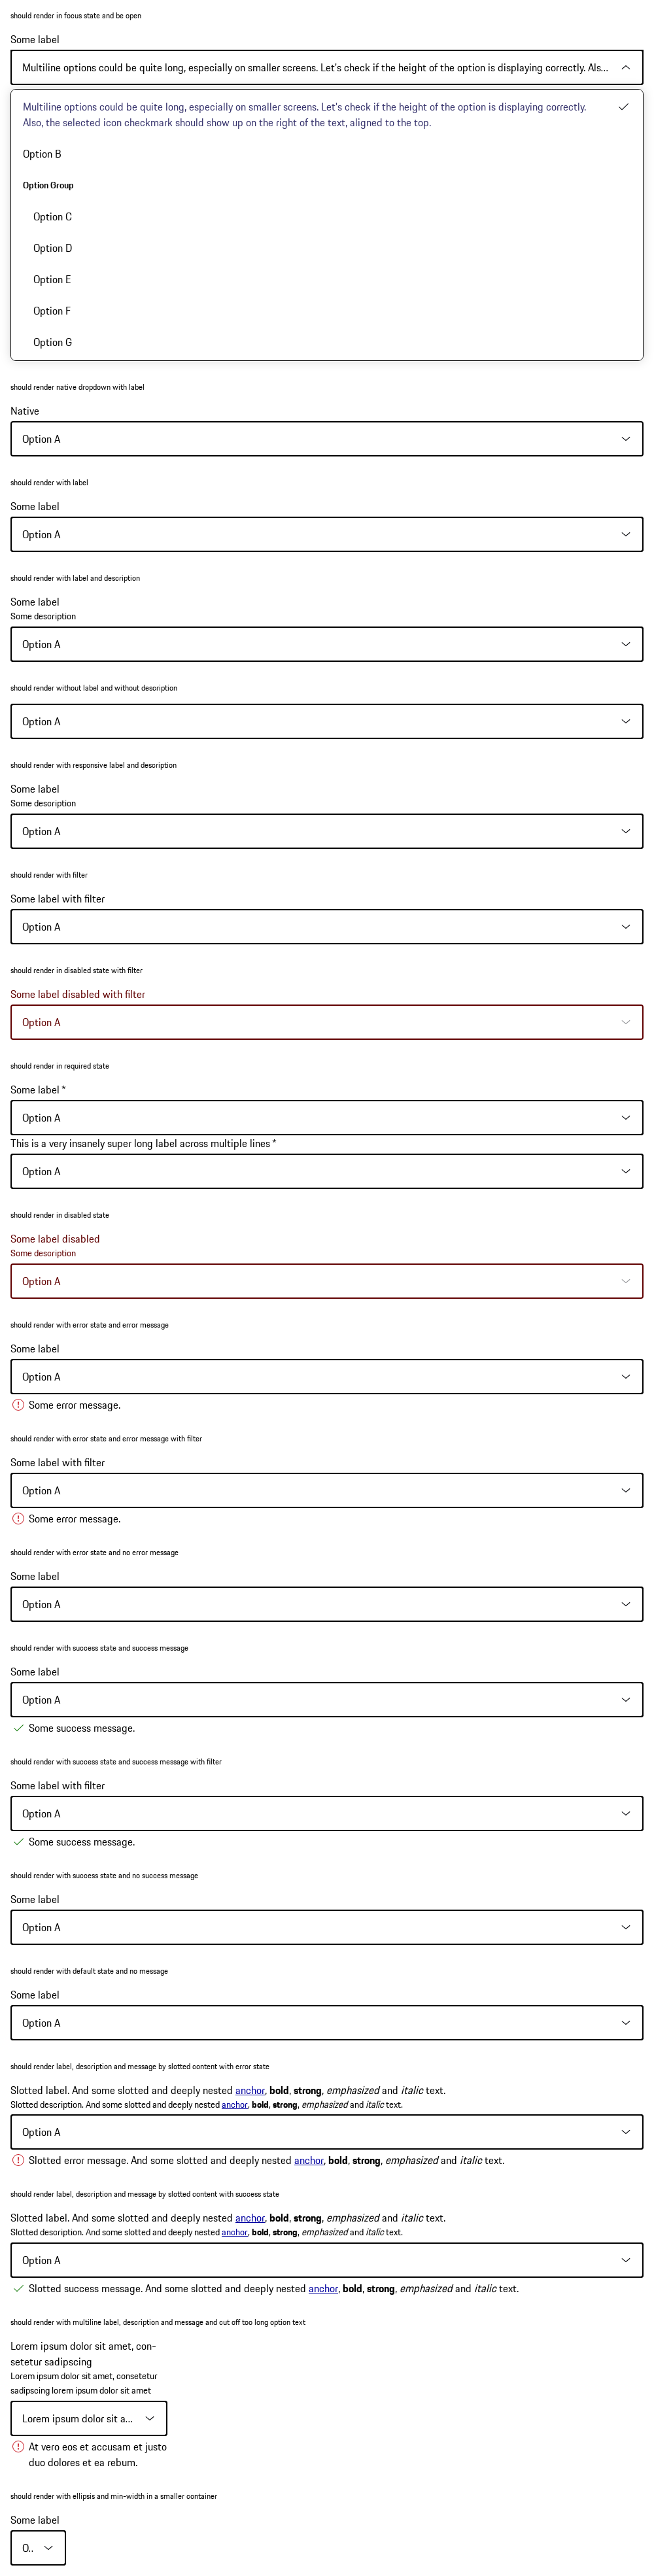 should render in focus state and be open
Some label
Multiline options could be quite long, especially on smaller screens. Let's check if the height of the option is displaying correctly. Als...
Multiline options could be quite long, especially on smaller screens. Let's check if the height of the option is displaying correctly.
Also, the selected icon checkmark should show up on the right of the text, aligned to the top.
Option B
Option Group
Option C
Option D
Option E
Option F
Option G
should render native dropdown with label
Native
Option A
should render with label
Some label
Option A
should render with label and description
Some label
Some description
Option A
should render without label and without description
Option A
should render with responsive label and description
Some label
Some description
Option A
should render with filter
Some label with filter
Option A
should render in disabled state with filter
Some label disabled with filter
Option A
should render in required state
Some label *
Option A
This is a very insanely super long label across multiple lines *
Option A
should render in disabled state
Some label disabled
Some description
Option A
should render with error state and error message
Some label
Option A
Some error message.
should render with error state and error message with filter
Some label with filter
Option A
Some error message.
should render with error state and no error message
Some label
Option A
should render with success state and success message
Some label
Option A
Some success message.
should render with success state and success message with filter
Some label with filter
Option A
Some success message.
should render with success state and no success message
Some label
Option A
should render with default state and no message
Some label
Option A
should render label, description and message by slotted content with error state
Slotted label. And some slotted and deeply nested anchor, bold, strong, emphasized and italic text.
Slotted description. And some slotted and deeply nested anchor, bold, strong, emphasized and italic text.
Option A
Slotted error message. And some slotted and deeply nested anchor, bold, strong, emphasized and italic text.
should render label, description and message by slotted content with success state
Slotted label. And some slotted and deeply nested anchor, bold, strong, emphasized and italic text.
Slotted description. And some slotted and deeply nested anchor, bold, strong, emphasized and italic text.
Option A
Slotted success message. And some slotted and deeply nested anchor, bold, strong, emphasized and italic text.
should render with multiline label, description and message and cut off too long option text
Lorem ipsum dolor sit amet, con-
setetur sadipscing
Lorem ipsum dolor sit amet, consetetur
sadipscing lorem ipsum dolor sit amet
Lorem ipsum dolor sit a...
At vero eos et accusam et justo
duo dolores et ea rebum.
should render with ellipsis and min-width in a smaller container
Some label
O..